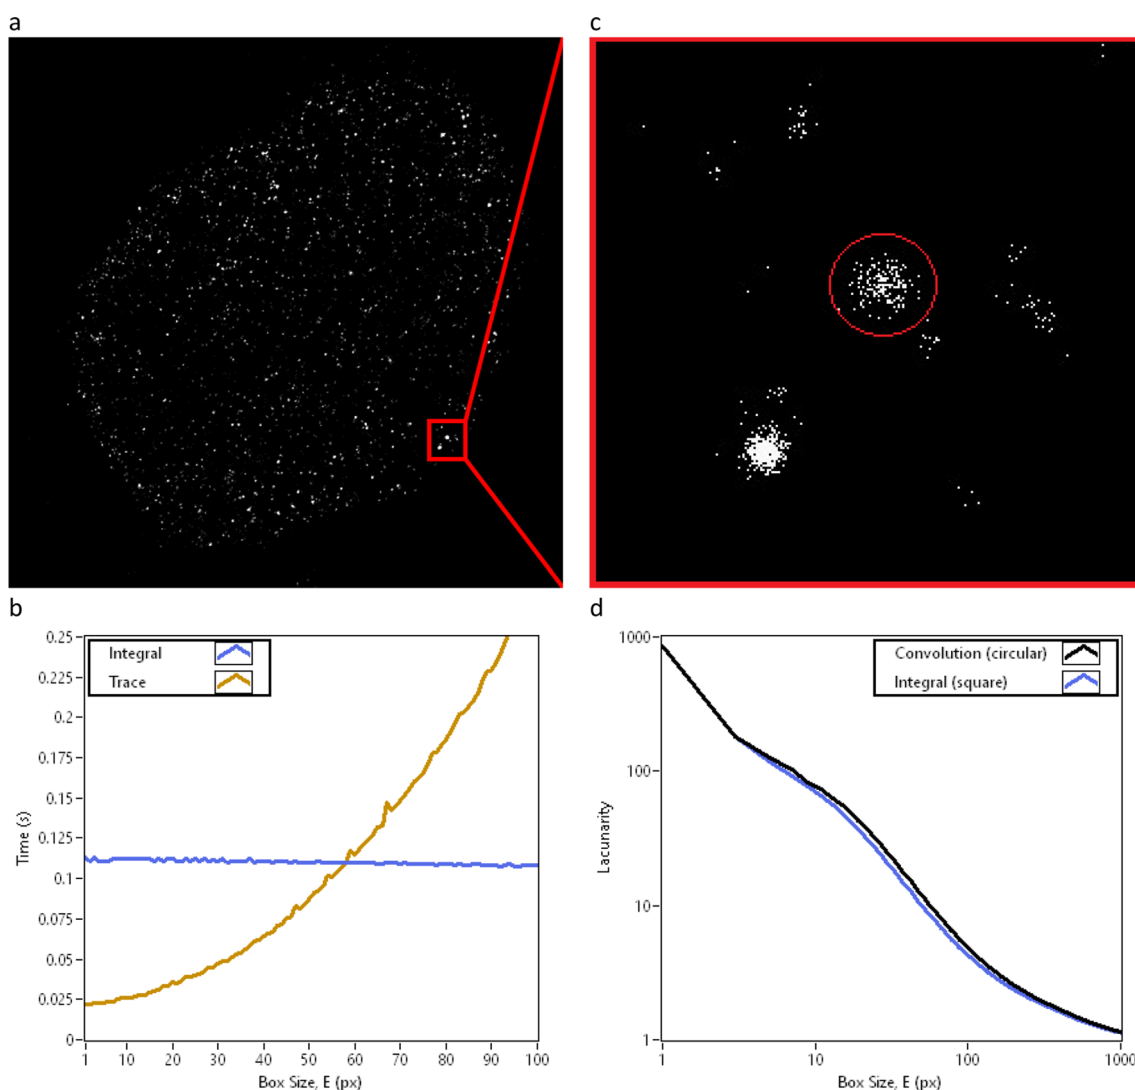 a
c
b
0.25
0.225
0.2
0.175
0.15
0.125
0.1
0.075
0.05
0.025
0
Time (s)
Integral
Trace
1 10 20 30 40 50 60 70 80 90 100
Box Size, E (px)
d
1000
100
10
1
Lacunarity
Convolution (circular)
Integral (square)
1 10 100 1000
Box Size, E (px)